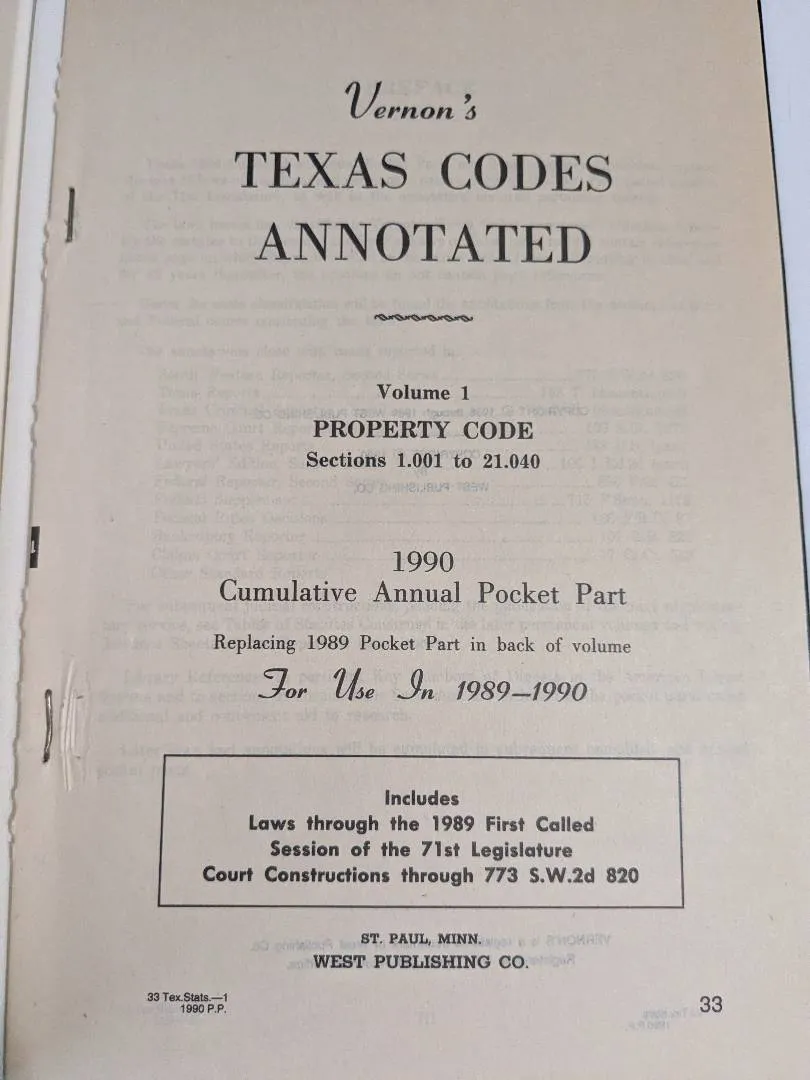 Vernon's
TEXAS CODES
ANNOTATED
Volume 1
PROPERTY CODE
Sections 1.001 to 21.040
1990
Cumulative Annual Pocket Part
Replacing 1989 Pocket Part in back of volume
For Use In 1989—1990
Includes
Laws through the 1989 First Called
Session of the 71st Legislature
Court Constructions through 773 S.W.2d 820
ST. PAUL, MINN.
WEST PUBLISHING CO.
33 Tex.Stats.—1
1990 P.P.
33